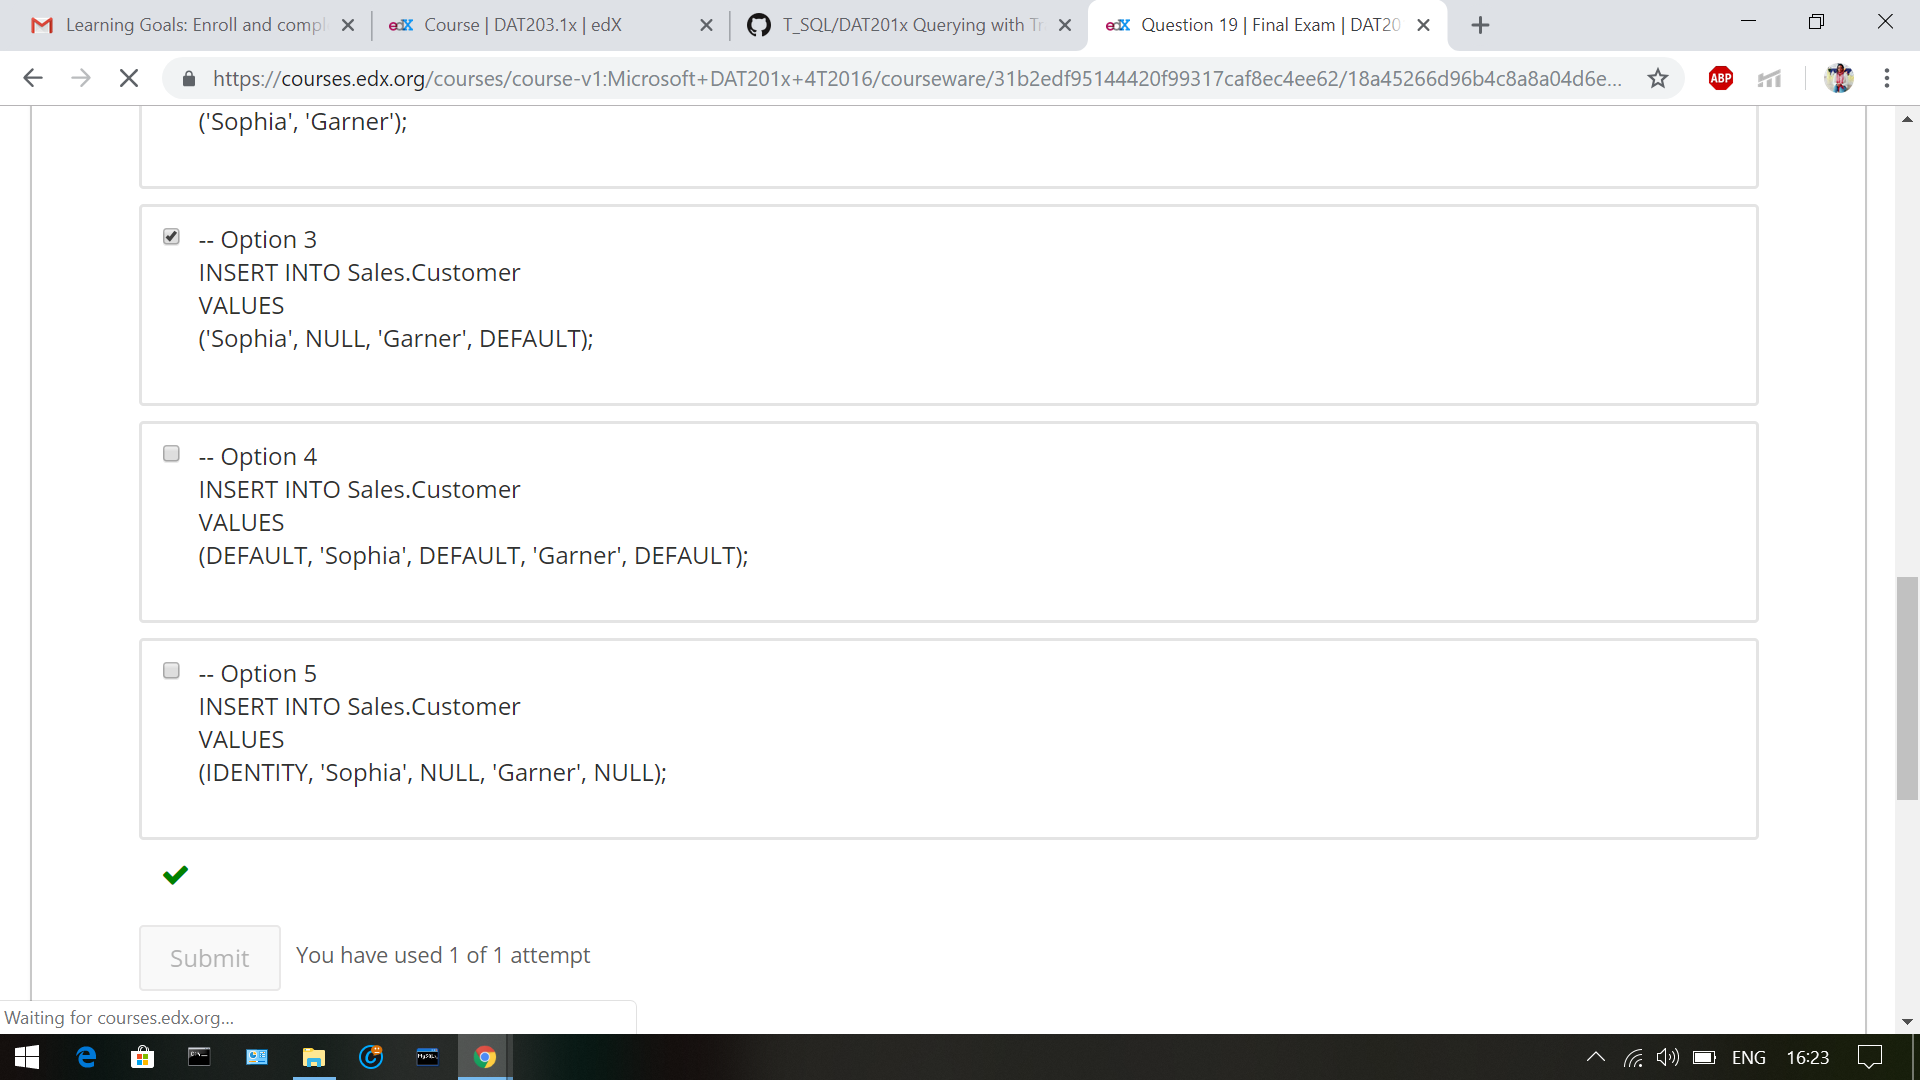 Learning Goals: Enroll and compl
edX Course | DAT203.1x | edX
T_SQL/DAT201x Querying with Tr
edX Question 19 | Final Exam | DAT20
https://courses.edx.org/courses/course-v1:Microsoft+DAT201x+4T2016/courseware/31b2edf95144420f99317caf8ec4ee62/18a45266d96b4c8a8a04d6e...
ABP
('Sophia', 'Garner');
-- Option 3
INSERT INTO Sales.Customer
VALUES
('Sophia', NULL, 'Garner', DEFAULT);
-- Option 4
INSERT INTO Sales.Customer
VALUES
(DEFAULT, 'Sophia', DEFAULT, 'Garner', DEFAULT);
-- Option 5
INSERT INTO Sales.Customer
VALUES
(IDENTITY, 'Sophia', NULL, 'Garner', NULL);
Submit
You have used 1 of 1 attempt
Waiting for courses.edx.org...
ENG
16:23